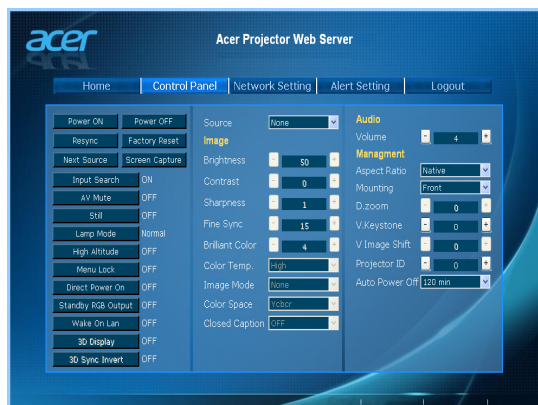 acer
Acer Projector Web Server
Home Control Panel Network Setting Alert Setting Logout
Power ON Power OFF
Resync Factory Reset
Next Source Screen Capture
Input Search ON
AV Mute OFF
Still OFF
Lamp Mode Normal
High Altitude OFF
Menu Lock OFF
Direct Power On OFF
Standby RGB Output OFF
Wake On Lan OFF
3D Display OFF
3D Sync Invert OFF
Source None
Image
Brightness - 50 +
Contrast - 0 +
Sharpness - 1 +
Fine Sync - 15 +
Brilliant Color - 4 +
Color Temp. High
Image Mode None
Color Space Ycbcr
Closed Caption OFF
Audio
Volume - 4 +
Managment
Aspect Ratio Native
Mounting Front
D.zoom - 0 +
V.Keystone - 0 +
V Image Shift - 0 +
Projector ID - 0 +
Auto Power Off 120 min